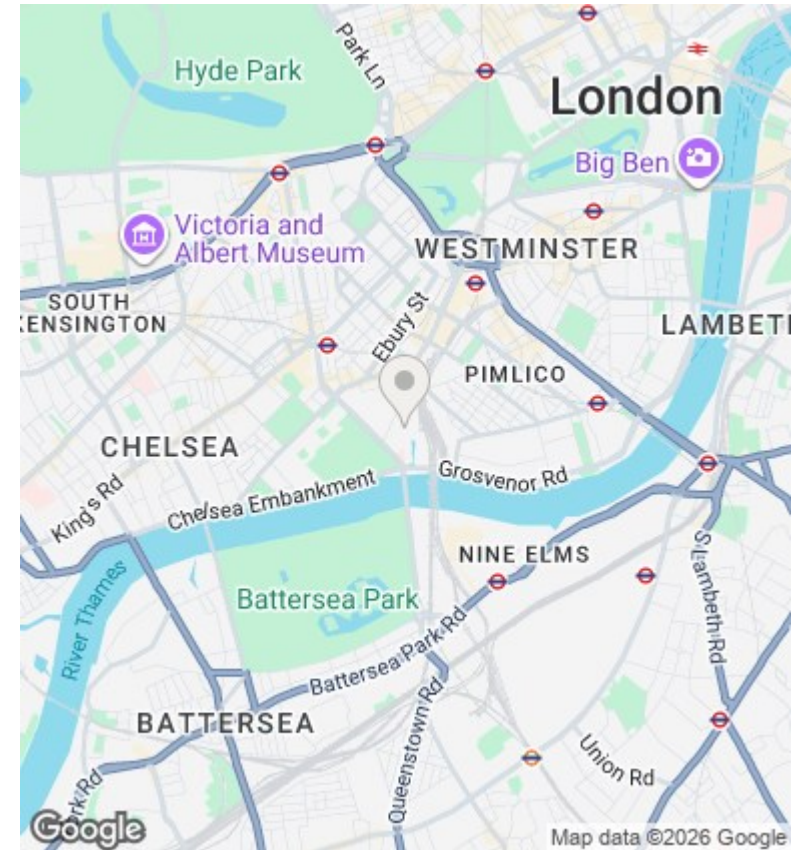 Park Ln
Hyde Park
London
Big Ben
Victoria and
Albert Museum
WESTMINSTER
SOUTH
KENSINGTON
Ebury St
LAMBETH
PIMLICO
CHELSEA
King's Rd
Chelsea Embankment
Grosvenor Rd
River Thames
NINE ELMS
S Lambeth Rd
Battersea Park
Battersea Park Rd
BATTERSEA
Queenstown Rd
Union Rd
York Rd
Google
Map data ©2026 Google